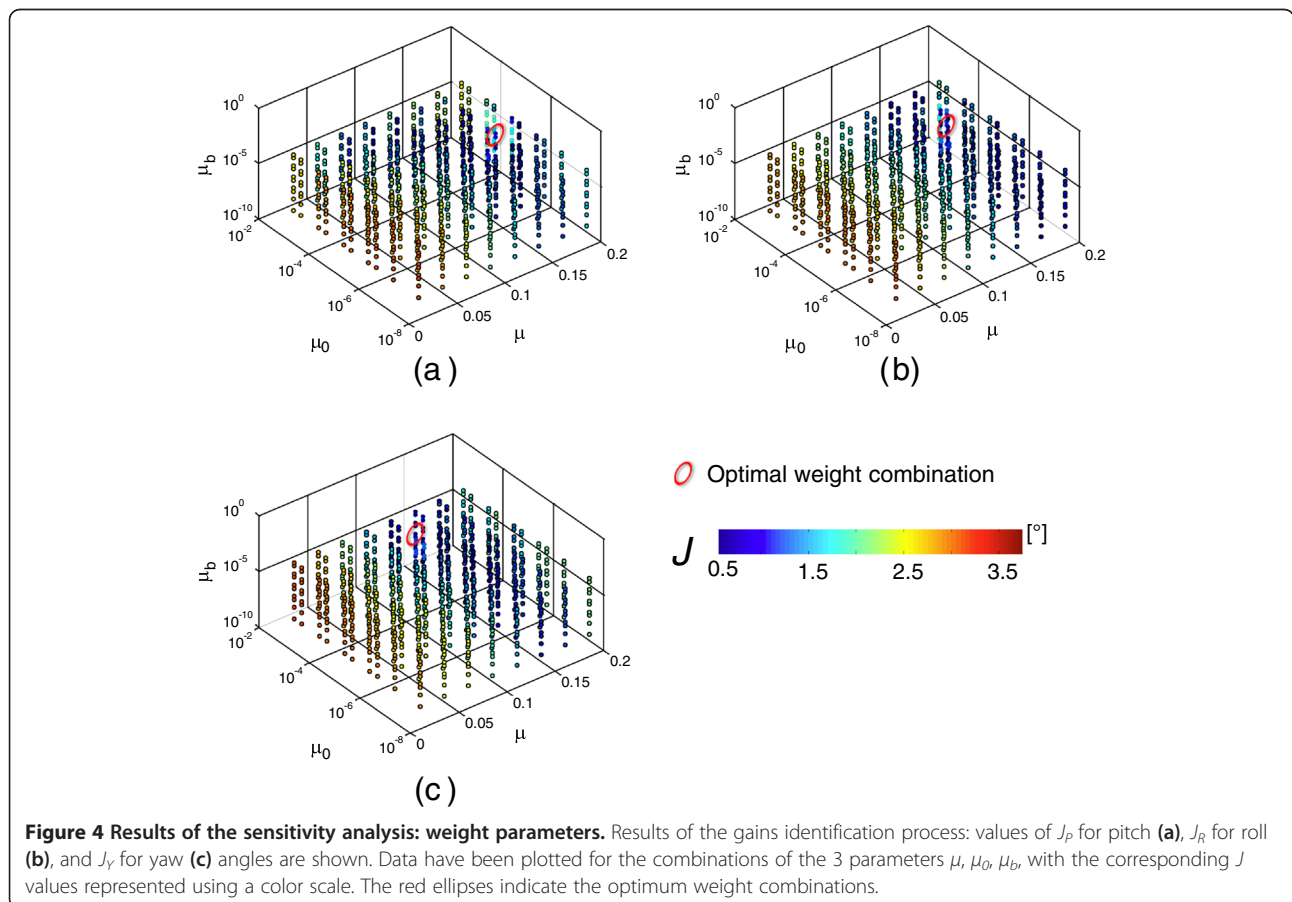 10⁰
10⁻⁵
10⁻¹⁰
μb
10⁻²
10⁻⁴
10⁻⁶
10⁻⁸
μ₀
0
0.05
0.1
0.15
0.2
μ
(a)
10⁰
10⁻⁵
10⁻¹⁰
μb
10⁻²
10⁻⁴
10⁻⁶
10⁻⁸
μ₀
0
0.05
0.1
0.15
0.2
μ
(b)
10⁰
10⁻⁵
10⁻¹⁰
μb
10⁻²
10⁻⁴
10⁻⁶
10⁻⁸
μ₀
0
0.05
0.1
0.15
0.2
μ
(c)
Optimal weight combination
J
[°]
0.5 1.5 2.5 3.5
Figure 4 Results of the sensitivity analysis: weight parameters. Results of the gains identification process: values of JP for pitch (a), JR for roll
(b), and JY for yaw (c) angles are shown. Data have been plotted for the combinations of the 3 parameters μ, μ₀, μb, with the corresponding J
values represented using a color scale. The red ellipses indicate the optimum weight combinations.